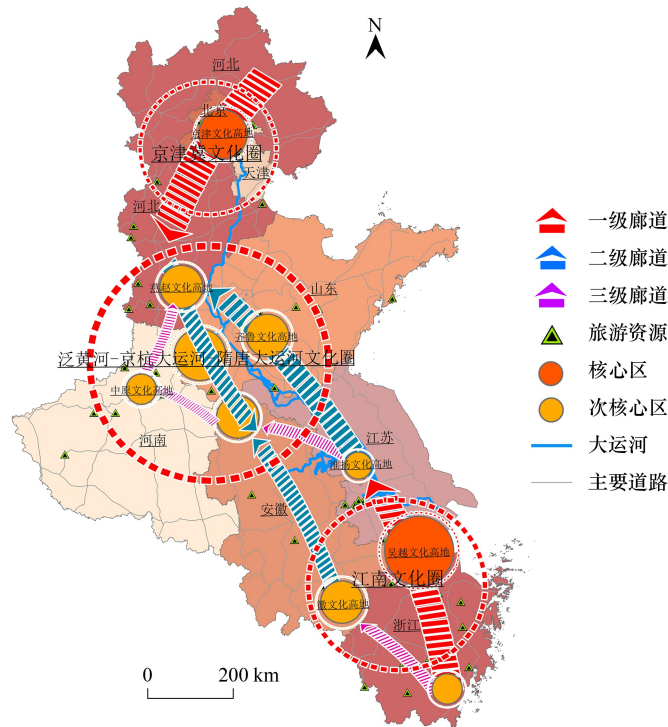 N
河北
北京
京津文化高地
京津冀文化圈
天津
河北
燕赵文化高地
山东
齐鲁文化高地
泛黄河-京杭大运河-隋唐大运河文化圈
中原文化高地
河南
江苏
淮扬文化高地
安徽
吴越文化高地
江南文化圈
徽文化高地
浙江
0 200 km
一级廊道
二级廊道
三级廊道
旅游资源
核心区
次核心区
大运河
主要道路